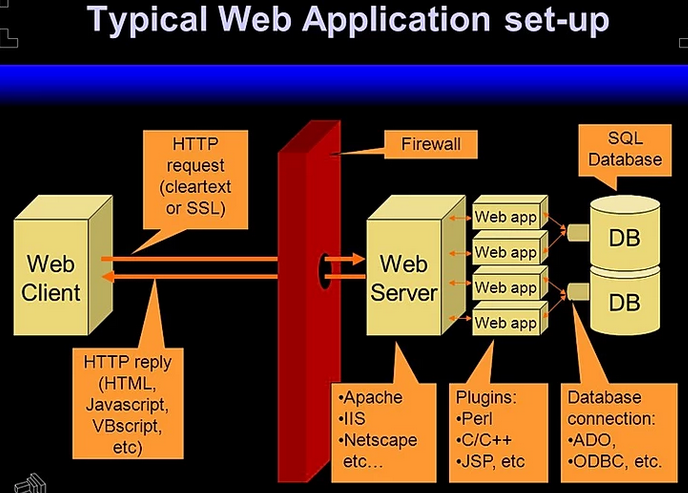 Typical Web Application set-up
HTTP
request
(cleartext
or SSL)
Firewall
SQL
Database
Web
Client
Web
Server
Web app
Web app
Web app
Web app
DB
DB
HTTP reply
(HTML,
Javascript,
VBscript,
etc)
•Apache
•IIS
•Netscape
etc…
Plugins:
•Perl
•C/C++
•JSP, etc
Database
connection:
•ADO,
•ODBC, etc.